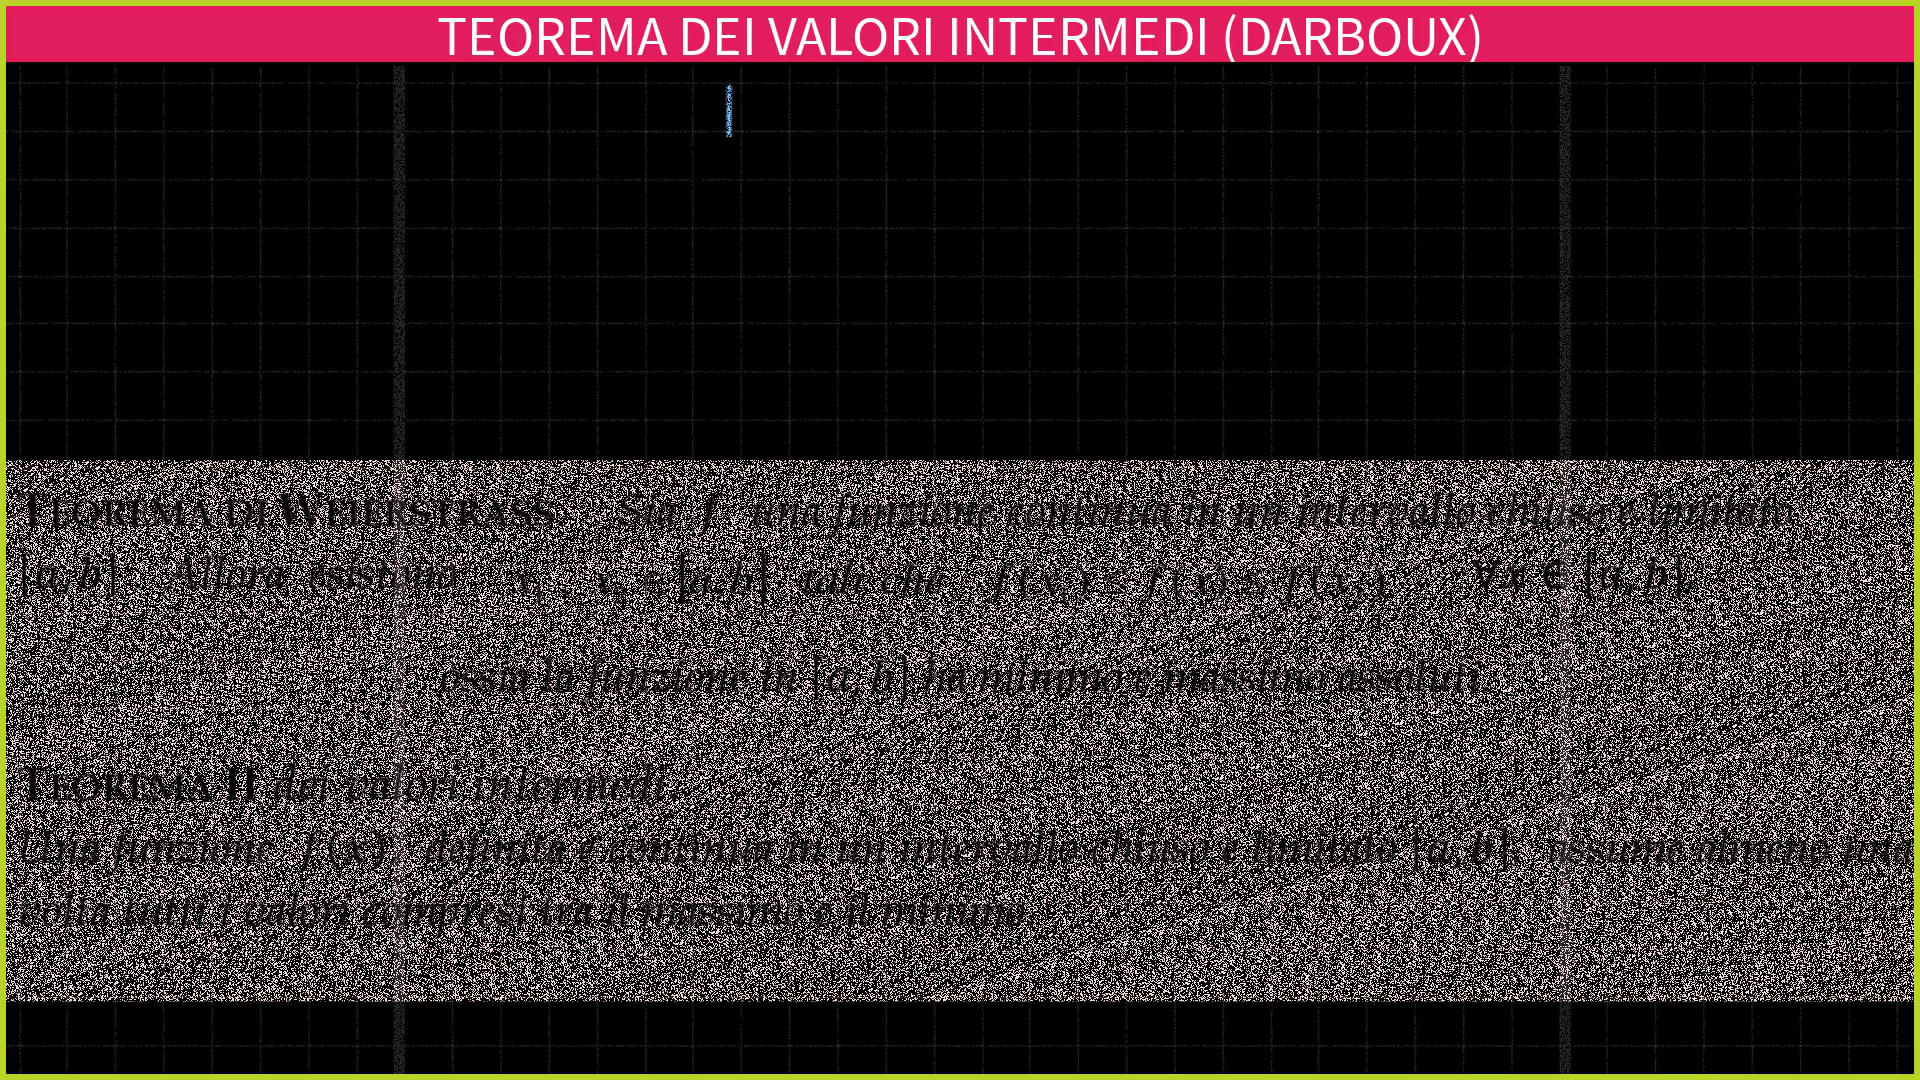 TEOREMA DEI VALORI INTERMEDI (DARBOUX)
TEOREMA DI WEIERSTRASS. Sia f una funzione continua in un intervallo chiuso e limitato
[a, b]. Allora esistono x₁, x₂ ∈ [a, b] tali che f(x₁) ≤ f(x) ≤ f(x₂), ∀x ∈ [a, b]
ossia la funzione in [a, b] ha minimo e massimo assoluti.
TEOREMA II dei valori intermedi.
Una funzione f(x), definita e continua in un intervallo chiuso e limitato [a, b], assume almeno una
volta tutti i valori compresi tra il massimo e il minimo.